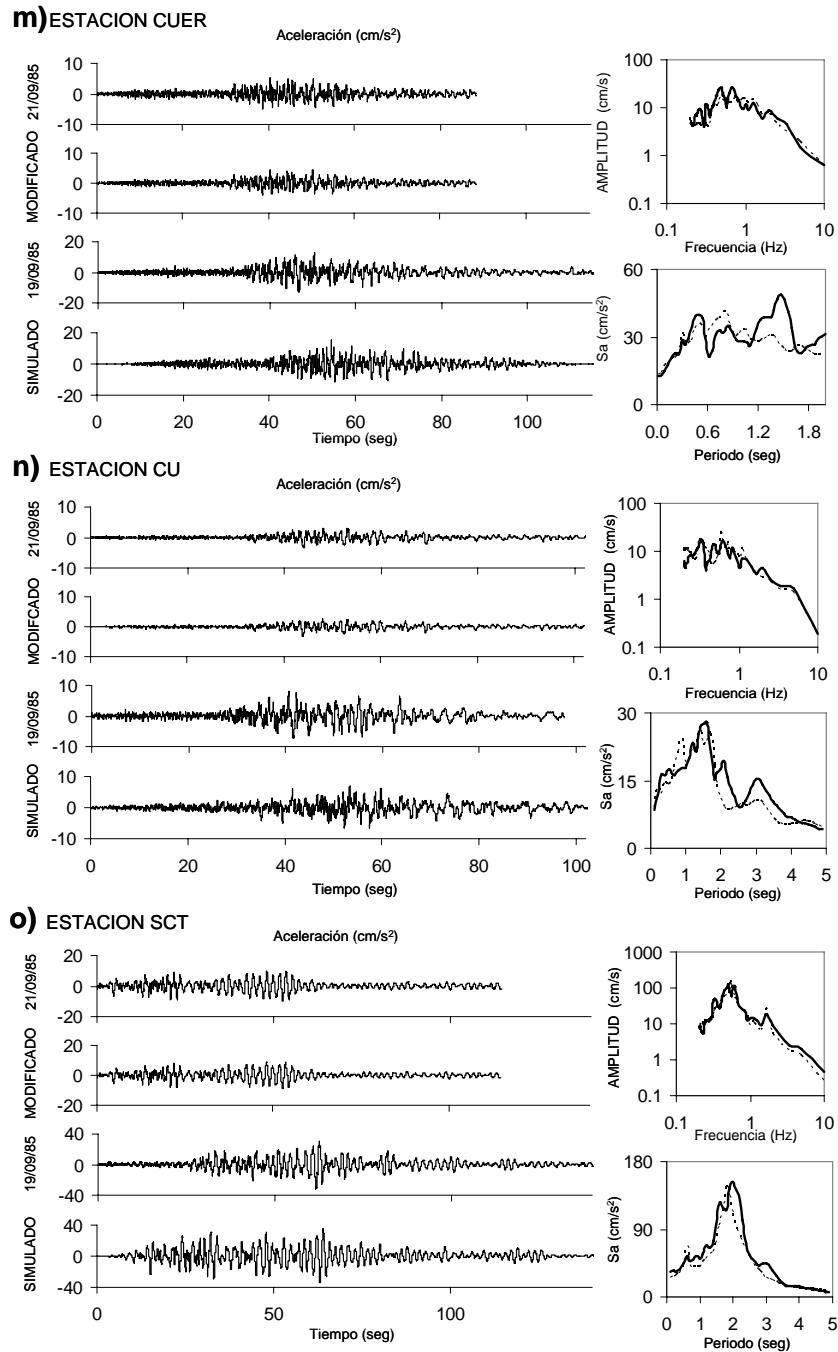 m) ESTACION CUER
Aceleración (cm/s²)
21/09/85
10
0
-10
MODIFICADO
10
0
-10
19/09/85
20
0
-20
SIMULADO
20
0
-20
0 20 40 60 80 100
Tiempo (seg)
AMPLITUD (cm/s)
100
10
1
0.1
0.1 1 10
Frecuencia (Hz)
Sa (cm/s²)
60
30
0
0.0 0.6 1.2 1.8
Periodo (seg)
n) ESTACION CU
Aceleración (cm/s²)
21/09/85
10
0
-10
MODIFCADO
10
0
-10
19/09/85
10
0
-10
SIMULADO
10
0
-10
0 20 40 60 80 100
Tiempo (seg)
AMPLITUD (cm/s)
100
10
1
0.1
0.1 1 10
Frecuencia (Hz)
Sa (cm/s²)
30
15
0
0 1 2 3 4 5
Periodo (seg)
o) ESTACION SCT
Aceleración (cm/s²)
21/09/85
20
0
-20
MODIFICADO
20
0
-20
19/09/85
40
0
-40
SIMULADO
40
0
-40
0 50 100
Tiempo (seg)
AMPLITUD (cm/s)
1000
100
10
1
0.1
0.1 1 10
Frecuencia (Hz)
Sa (cm/s²)
180
90
0
0 1 2 3 4 5
Periodo (seg)